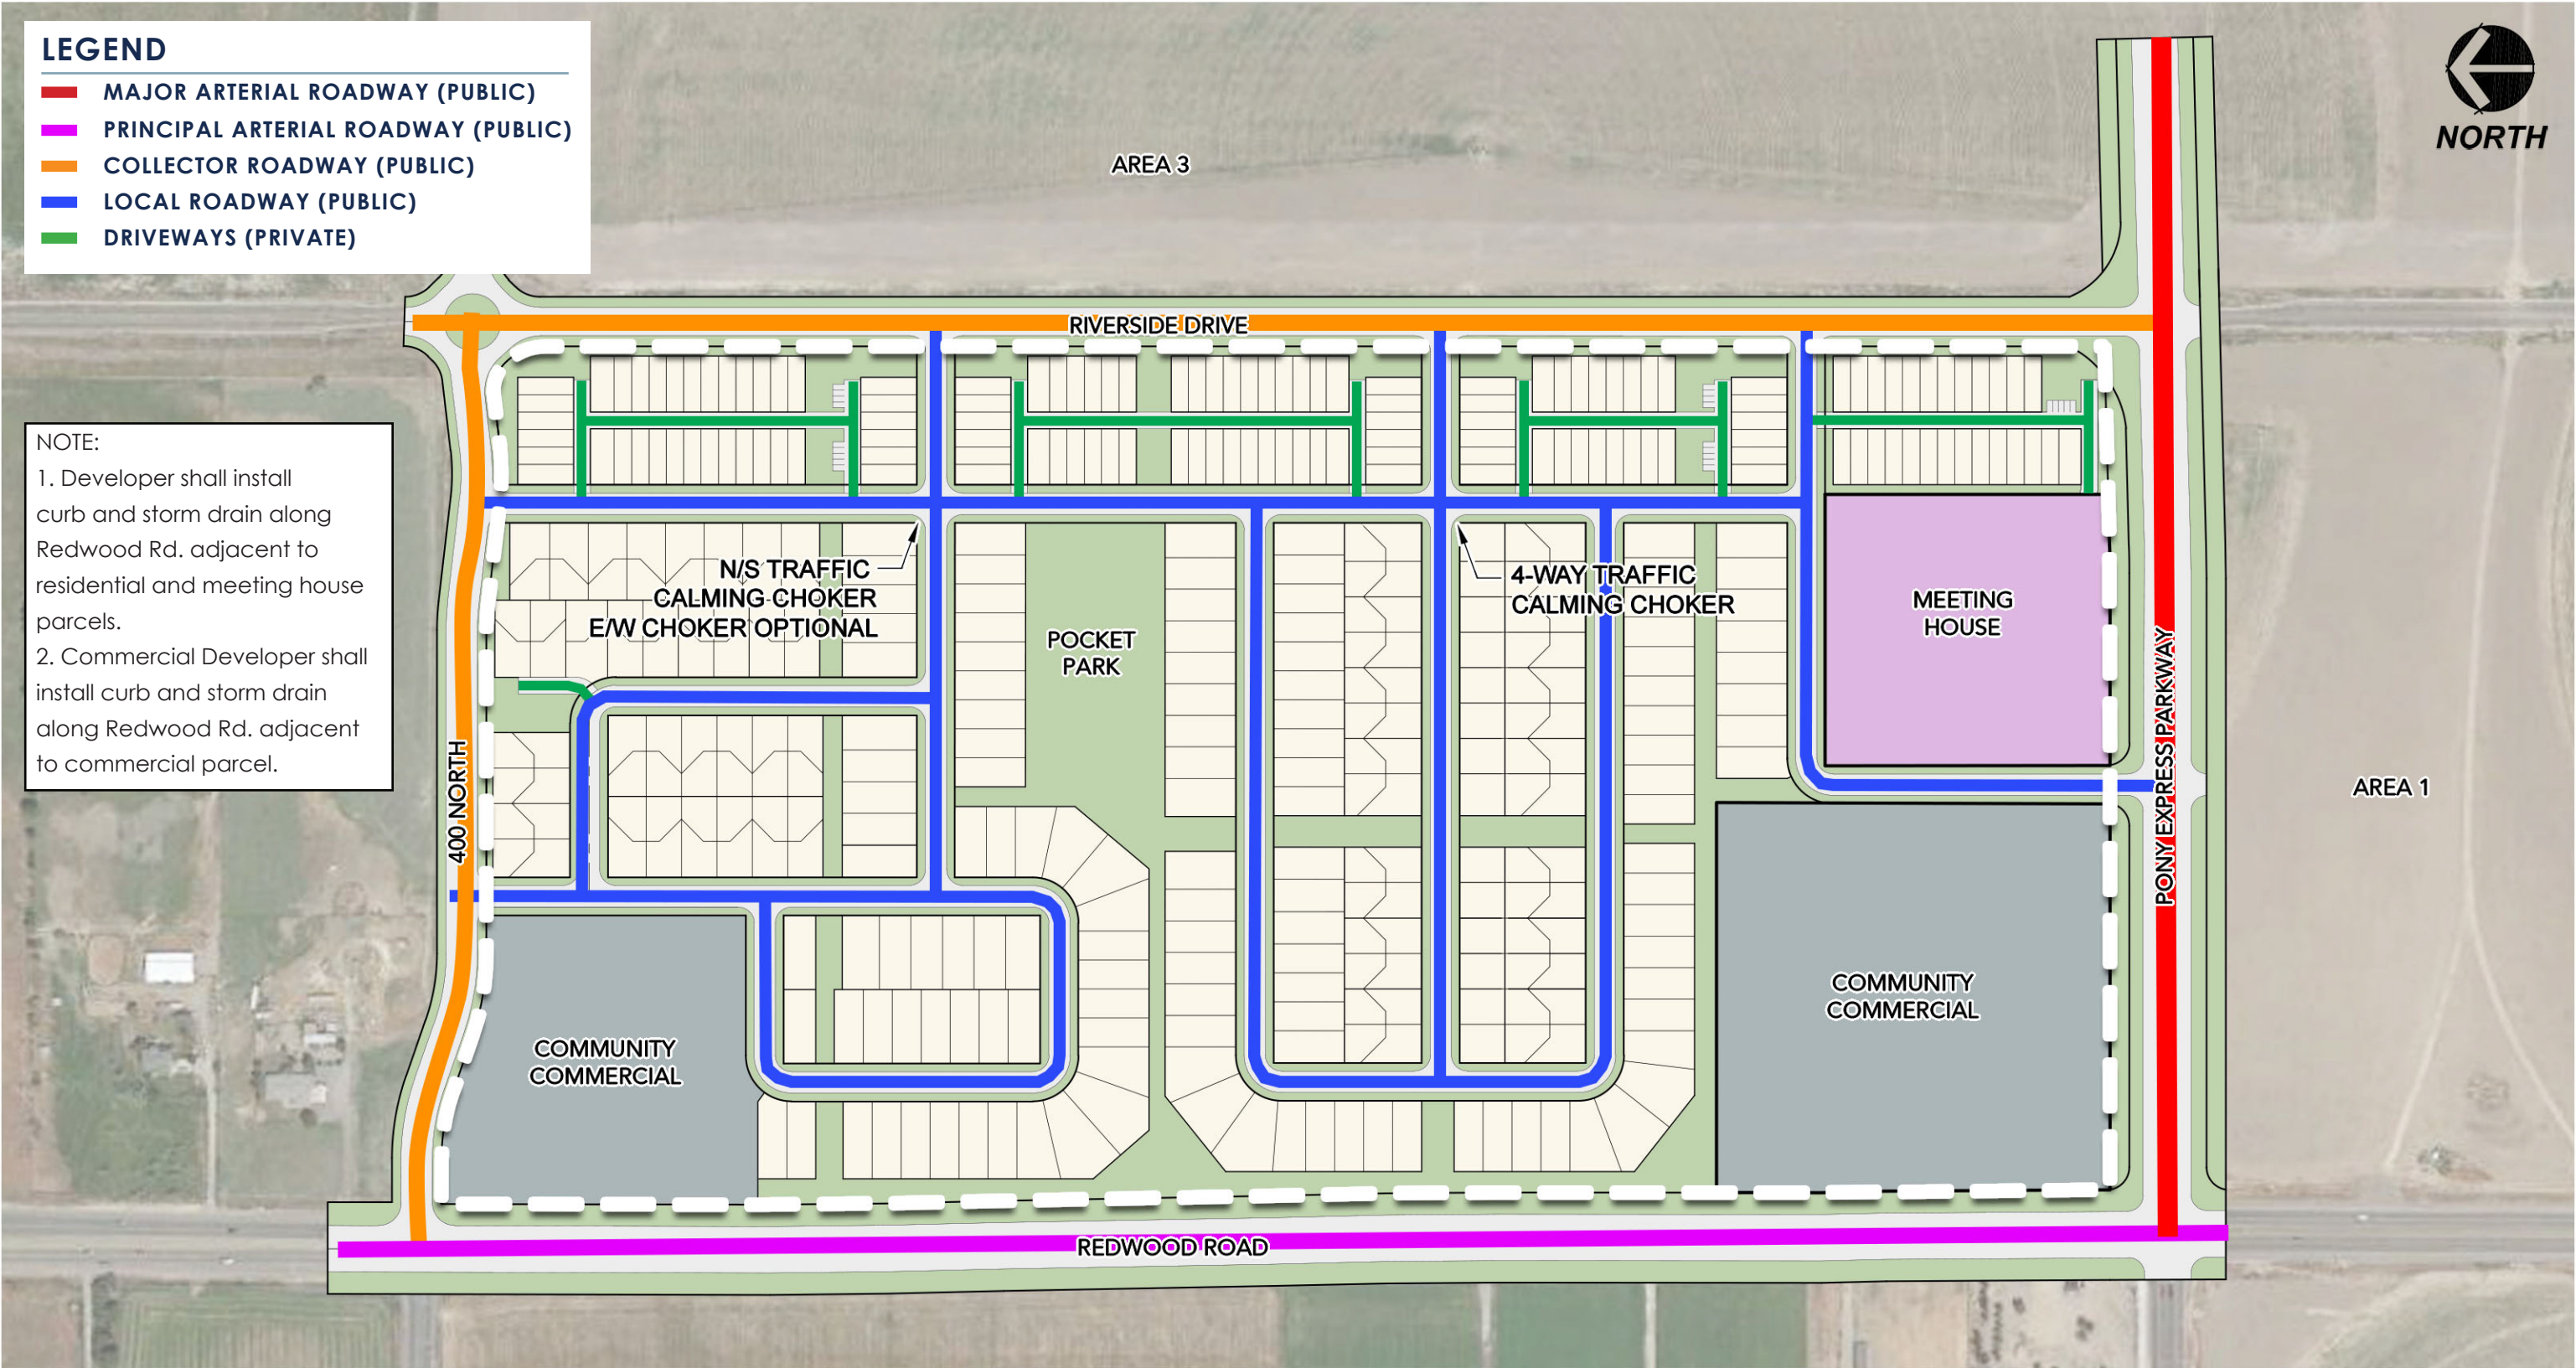 LEGEND
MAJOR ARTERIAL ROADWAY (PUBLIC)
PRINCIPAL ARTERIAL ROADWAY (PUBLIC)
COLLECTOR ROADWAY (PUBLIC)
LOCAL ROADWAY (PUBLIC)
DRIVEWAYS (PRIVATE)
NORTH
AREA 3
RIVERSIDE DRIVE
NOTE:
1. Developer shall install
curb and storm drain along
Redwood Rd. adjacent to
residential and meeting house
parcels.
2. Commercial Developer shall
install curb and storm drain
along Redwood Rd. adjacent
to commercial parcel.
N/S TRAFFIC
CALMING CHOKER
E/W CHOKER OPTIONAL
4-WAY TRAFFIC
CALMING CHOKER
POCKET
PARK
MEETING
HOUSE
400 NORTH
PONY EXPRESS PARKWAY
AREA 1
COMMUNITY
COMMERCIAL
COMMUNITY
COMMERCIAL
REDWOOD ROAD